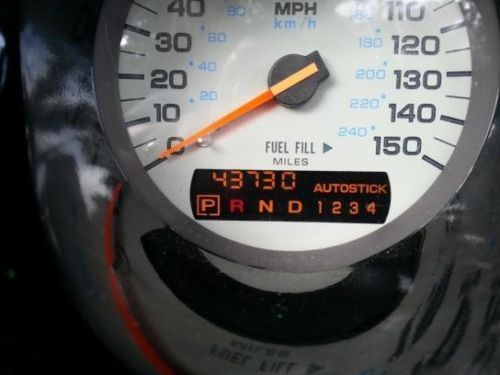 40 80 MPH 110
30 60 km/h 180 120
20 40 200 130
10 20 220 140
0 FUEL FILL ▶ 240 150
MILES
43730 AUTOSTICK
P R N D 1 2 3 4